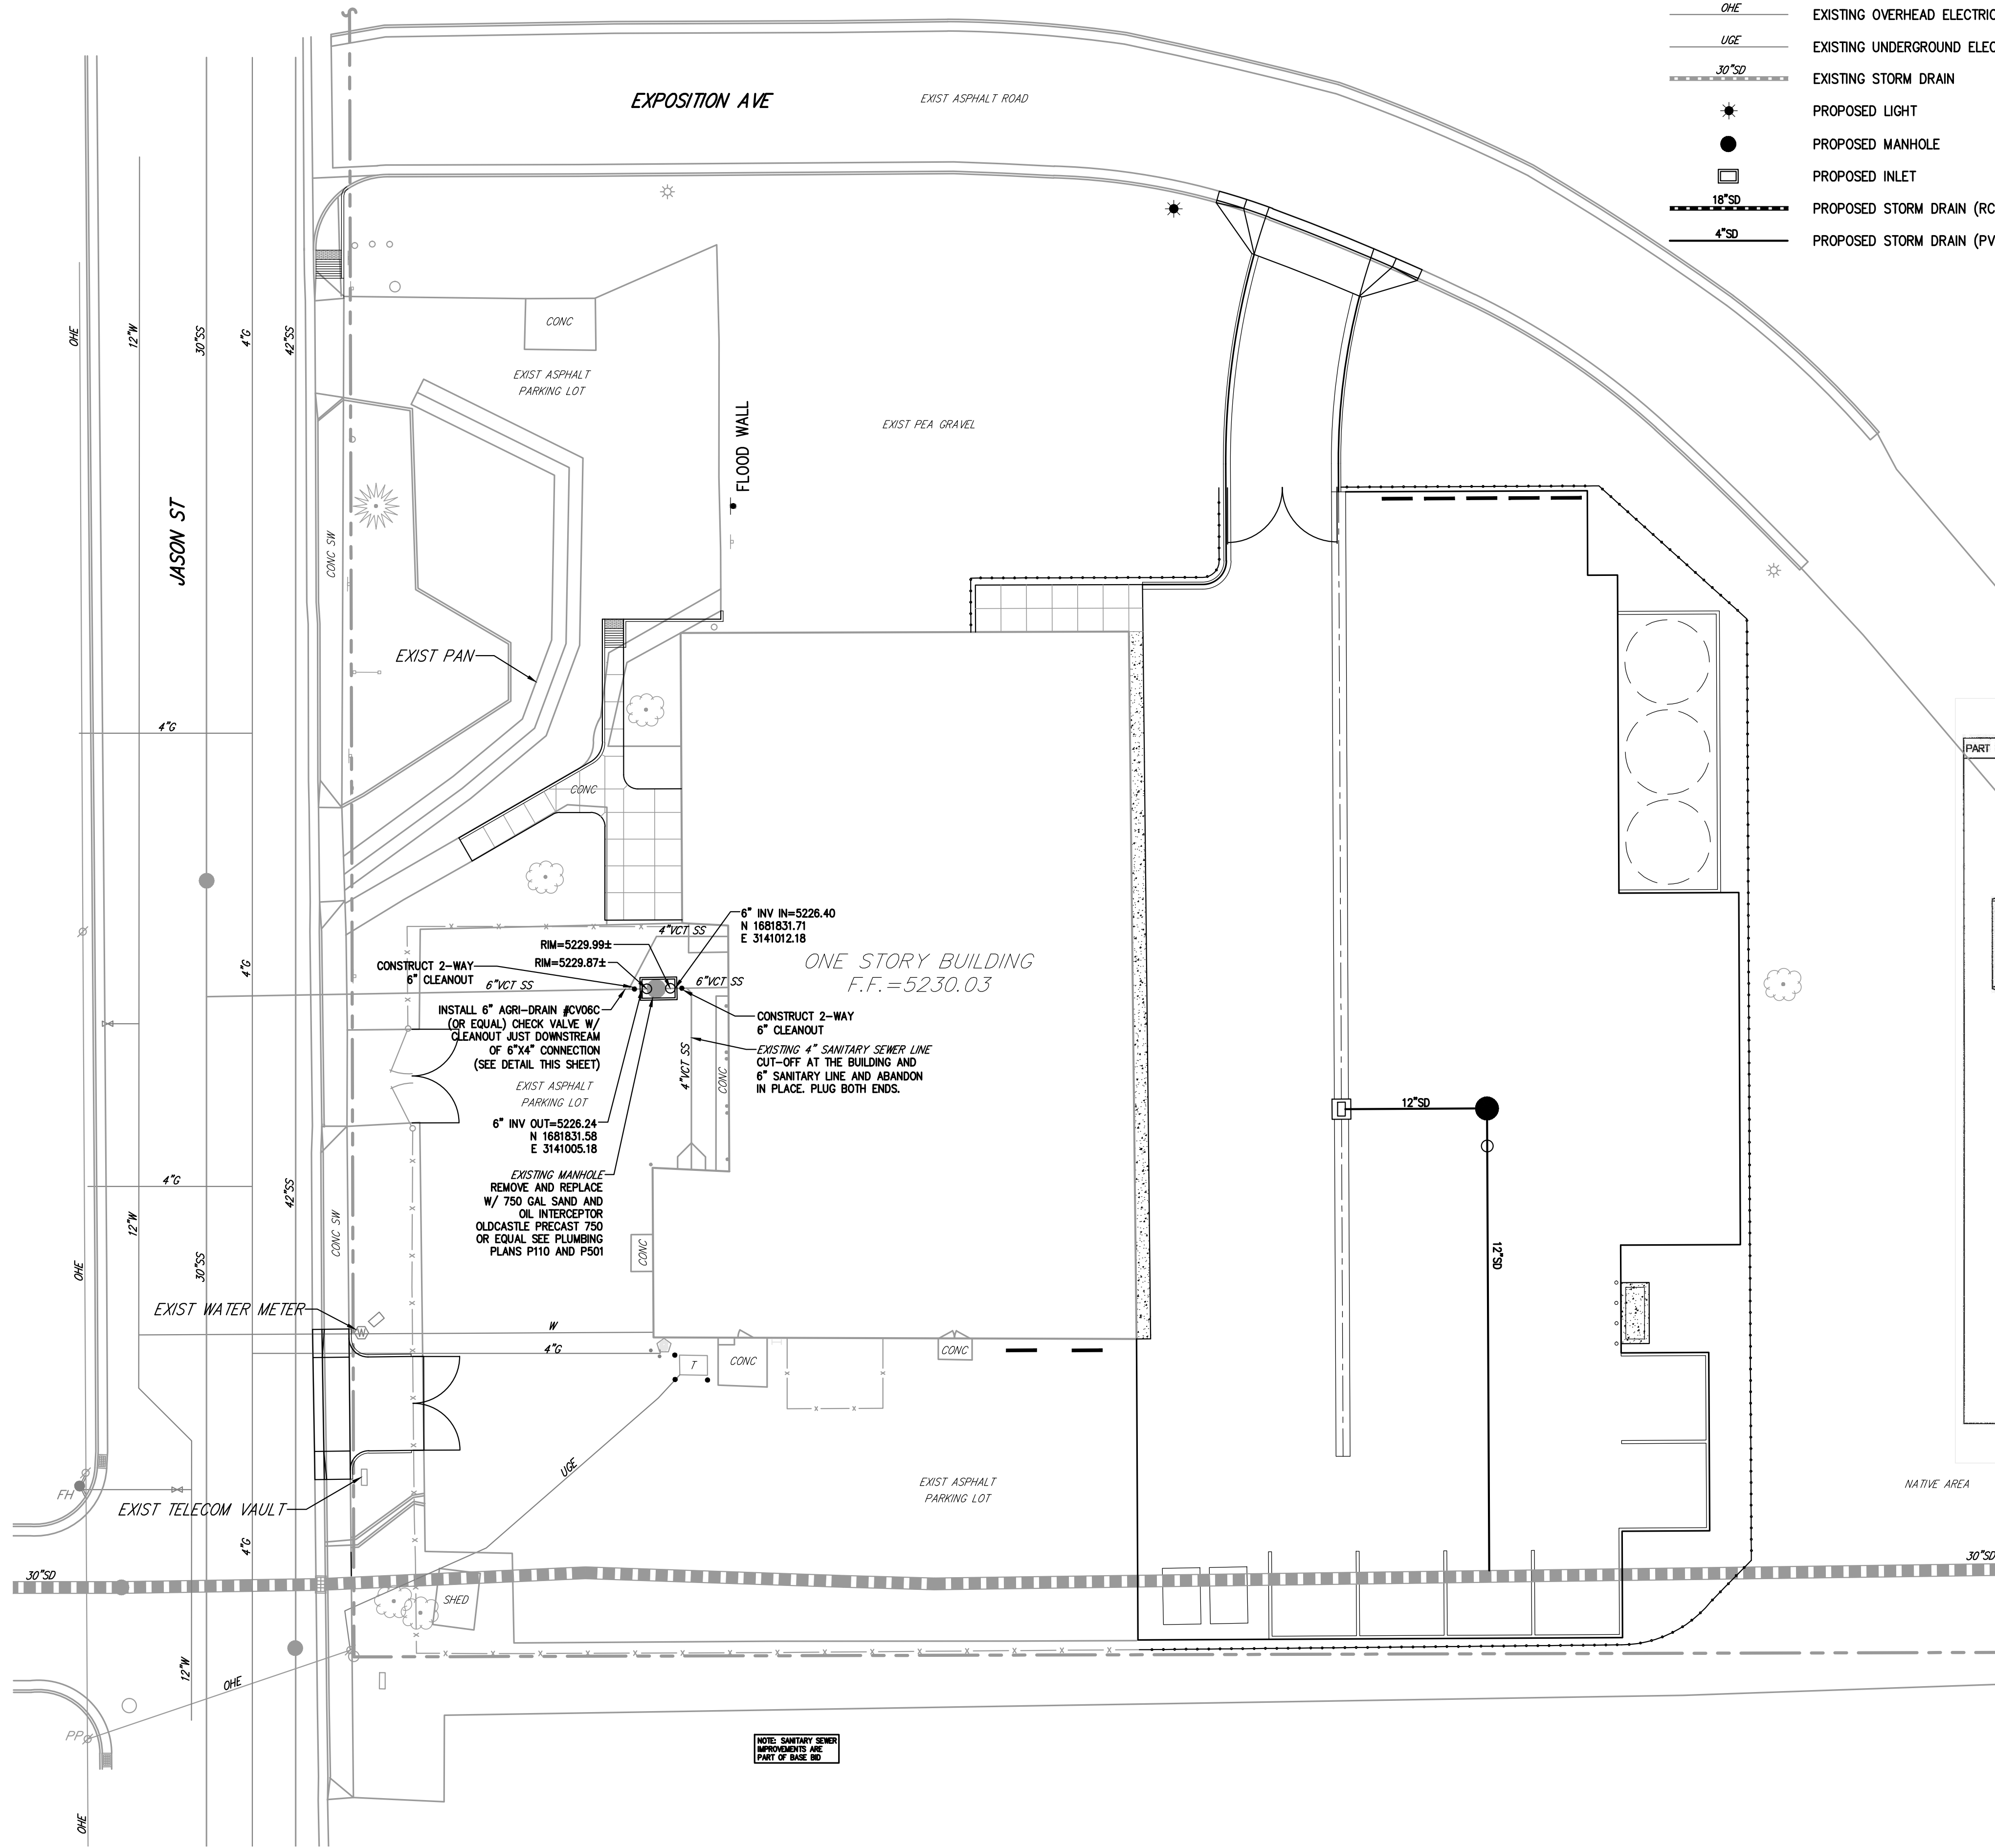 OHE
EXISTING OVERHEAD ELECTRIC
UGE
EXISTING UNDERGROUND ELEC
30"SD
EXISTING STORM DRAIN
PROPOSED LIGHT
PROPOSED MANHOLE
PROPOSED INLET
18"SD
PROPOSED STORM DRAIN (RC
4"SD
PROPOSED STORM DRAIN (PV
EXPOSITION AVE
EXIST ASPHALT ROAD
OHE
12"W
30"SS
4"G
42"SS
CONC
EXIST ASPHALT
PARKING LOT
FLOOD WALL
EXIST PEA GRAVEL
JASON ST
CONC SW
EXIST PAN
4"G
PART
CONC
6" INV IN=5226.40
N 1681831.71
E 3141012.18
4"VCT SS
RIM=5229.99±
RIM=5229.87±
CONSTRUCT 2-WAY
6" CLEANOUT
6"VCT SS
6"VCT SS
4"G
ONE STORY BUILDING
F.F.=5230.03
INSTALL 6" AGRI-DRAIN #CV06C
(OR EQUAL) CHECK VALVE W/
CLEANOUT JUST DOWNSTREAM
OF 6"X4" CONNECTION
(SEE DETAIL THIS SHEET)
CONSTRUCT 2-WAY
6" CLEANOUT
EXISTING 4" SANITARY SEWER LINE
CUT-OFF AT THE BUILDING AND
6" SANITARY LINE AND ABANDON
IN PLACE. PLUG BOTH ENDS.
4"VCT SS
CONC
EXIST ASPHALT
PARKING LOT
6" INV OUT=5226.24
N 1681831.58
E 3141005.18
12"SD
EXISTING MANHOLE
REMOVE AND REPLACE
W/ 750 GAL SAND AND
OIL INTERCEPTOR
OLDCASTLE PRECAST 750
OR EQUAL SEE PLUMBING
PLANS P110 AND P501
4"G
42"SS
12"W
CONC SW
CONC
12"SD
OHE
30"SS
EXIST WATER METER
W
W
4"G
T
CONC
CONC
UGE
EXIST ASPHALT
PARKING LOT
NATIVE AREA
FH
EXIST TELECOM VAULT
4"G
30"SD
30"SD
SHED
12"W
OHE
PP
NOTE: SANITARY SEWER
IMPROVEMENTS ARE
PART OF BASE BID
OHE